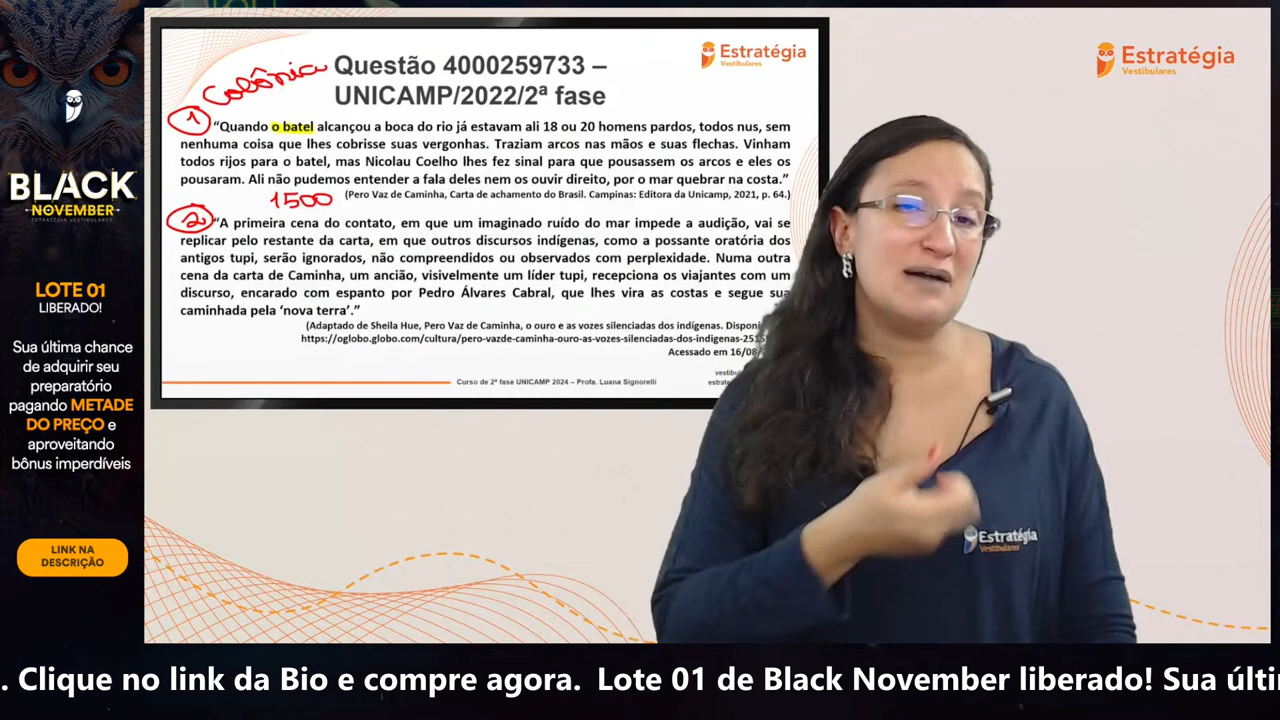 BLACK
NOVEMBER
ESTRATÉGIA VESTIBULARES
LOTE 01
LIBERADO!
Sua última chance
de adquirir seu
preparatório
pagando METADE
DO PREÇO e
aproveitando
bônus imperdíveis
LINK NA
DESCRIÇÃO
Estratégia
Vestibulares
Colônia
Questão 4000259733 –
UNICAMP/2022/2ª fase
1
“Quando o batel alcançou a boca do rio já estavam ali 18 ou 20 homens pardos, todos nus, sem
nenhuma coisa que lhes cobrisse suas vergonhas. Traziam arcos nas mãos e suas flechas. Vinham
todos rijos para o batel, mas Nicolau Coelho lhes fez sinal para que pousassem os arcos e eles os
pousaram. Ali não pudemos entender a fala deles nem os ouvir direito, por o mar quebrar na costa.”
1500
(Pero Vaz de Caminha, Carta de achamento do Brasil. Campinas: Editora da Unicamp, 2021, p. 64.)
2
“A primeira cena do contato, em que um imaginado ruído do mar impede a audição, vai se
replicar pelo restante da carta, em que outros discursos indígenas, como a possante oratória dos
antigos tupi, serão ignorados, não compreendidos ou observados com perplexidade. Numa outra
cena da carta de Caminha, um ancião, visivelmente um líder tupi, recepciona os viajantes com um
discurso, encarado com espanto por Pedro Álvares Cabral, que lhes vira as costas e segue sua
caminhada pela ‘nova terra’.”
(Adaptado de Sheila Hue, Pero Vaz de Caminha, o ouro e as vozes silenciadas dos indígenas.
https://oglobo.globo.com/cultura/pero-vazde-caminha-ouro-as-vozes-silenciadas-dos-indigenas-
Acessado em 16/08/
Curso de 2ª fase UNICAMP 2024 – Profa. Luana Signorelli
Estratégia
Vestibulares
Estratégia
Vestibulares
. Clique no link da Bio e compre agora. Lote 01 de Black November liberado! Sua